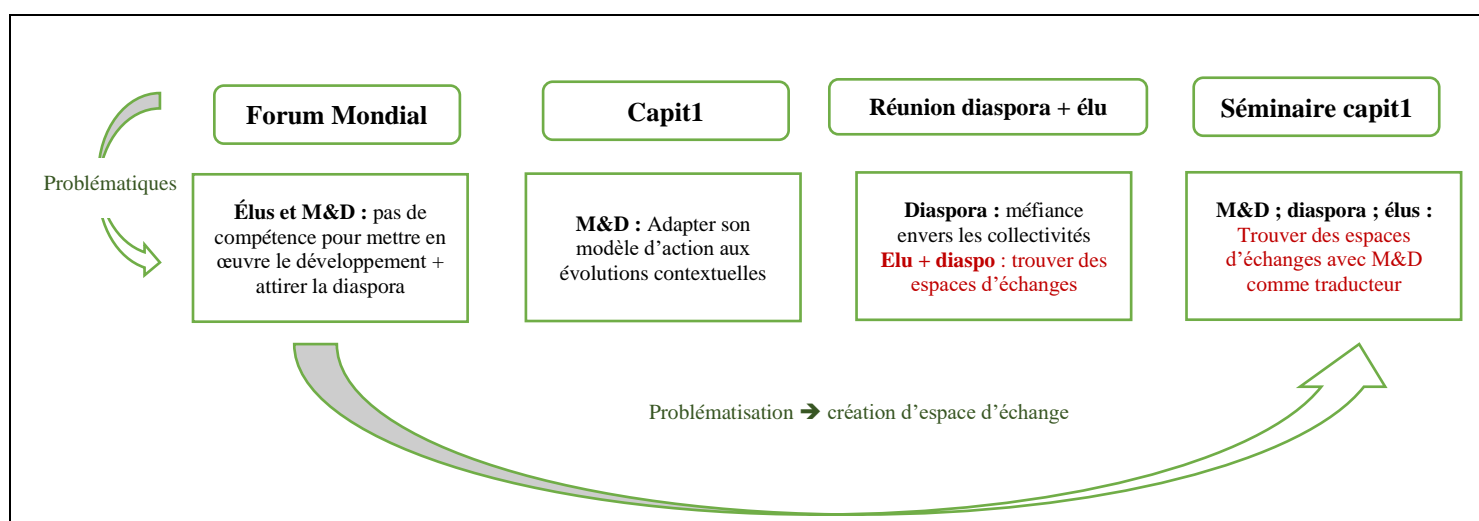 Forum Mondial
Capit1
Réunion diaspora + élu
Séminaire capit1
Problématiques
Élus et M&D : pas de
compétence pour mettre en
œuvre le développement +
attirer la diaspora
M&D : Adapter son
modèle d’action aux
évolutions contextuelles
Diaspora : méfiance
envers les collectivités
Elu + diaspo : trouver des
espaces d’échanges
M&D ; diaspora ; élus :
Trouver des espaces
d’échanges avec M&D
comme traducteur
Problématisation ➔ création d’espace d’échange